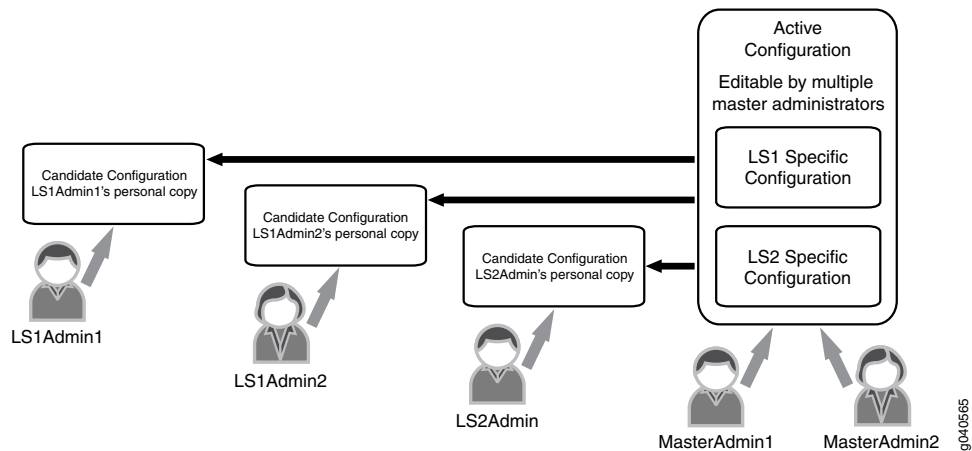 Active
Configuration
Editable by multiple
master administrators
LS1 Specific
Configuration
LS2 Specific
Configuration
Candidate Configuration
LS1Admin1's personal copy
Candidate Configuration
LS1Admin2's personal copy
Candidate Configuration
LS2Admin's personal copy
LS1Admin1
LS1Admin2
LS2Admin
MasterAdmin1
MasterAdmin2
g040565